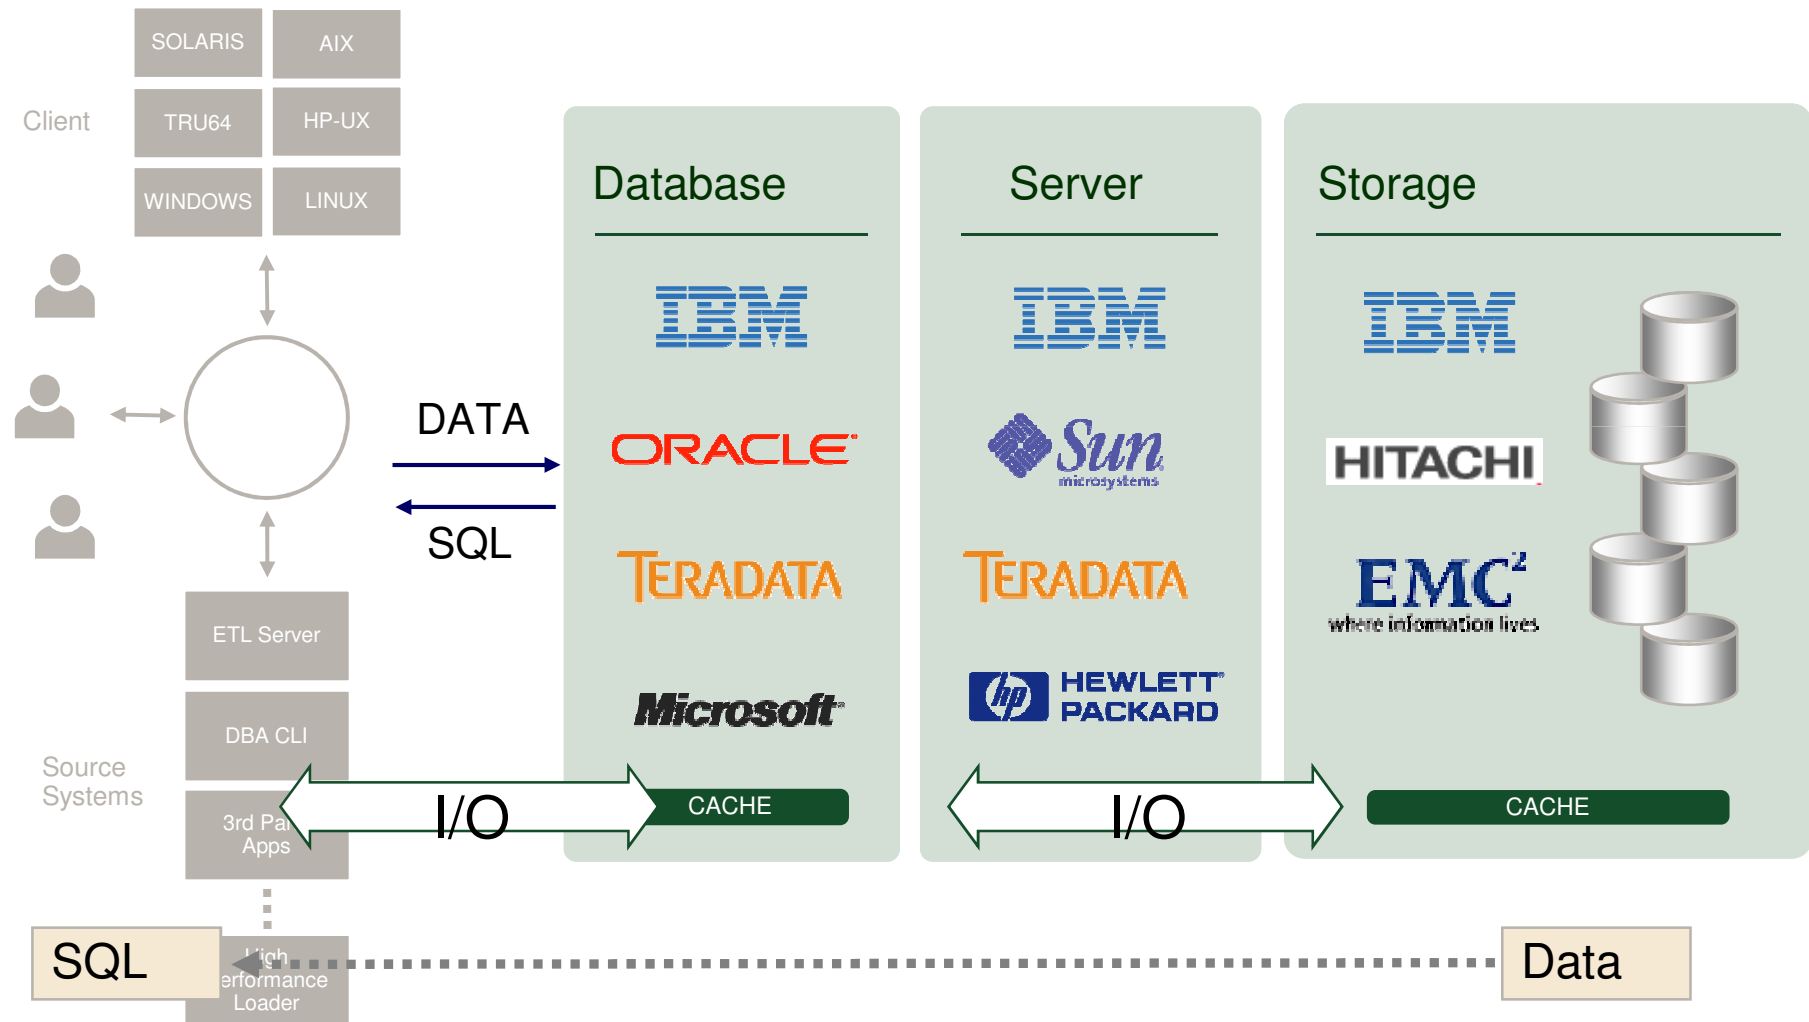 SOLARIS
AIX
Client
TRU64
HP-UX
WINDOWS
LINUX
Database
Server
Storage
IBM
IBM
IBM
DATA
ORACLE
Sun
microsystems
HITACHI
SQL
TERADATA
TERADATA
EMC²
where information lives
ETL Server
Microsoft
hp HEWLETT
PACKARD
DBA CLI
Source
Systems
I/O
CACHE
I/O
CACHE
3rd Pa
Apps
SQL
High
erformance
Loader
Data